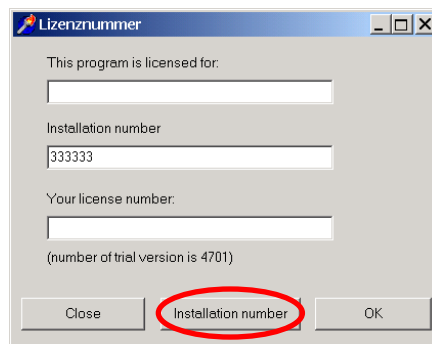 Lizenznummer
This program is licensed for:
Installation number
333333
Your license number:
(number of trial version is 4701)
Close Installation number OK